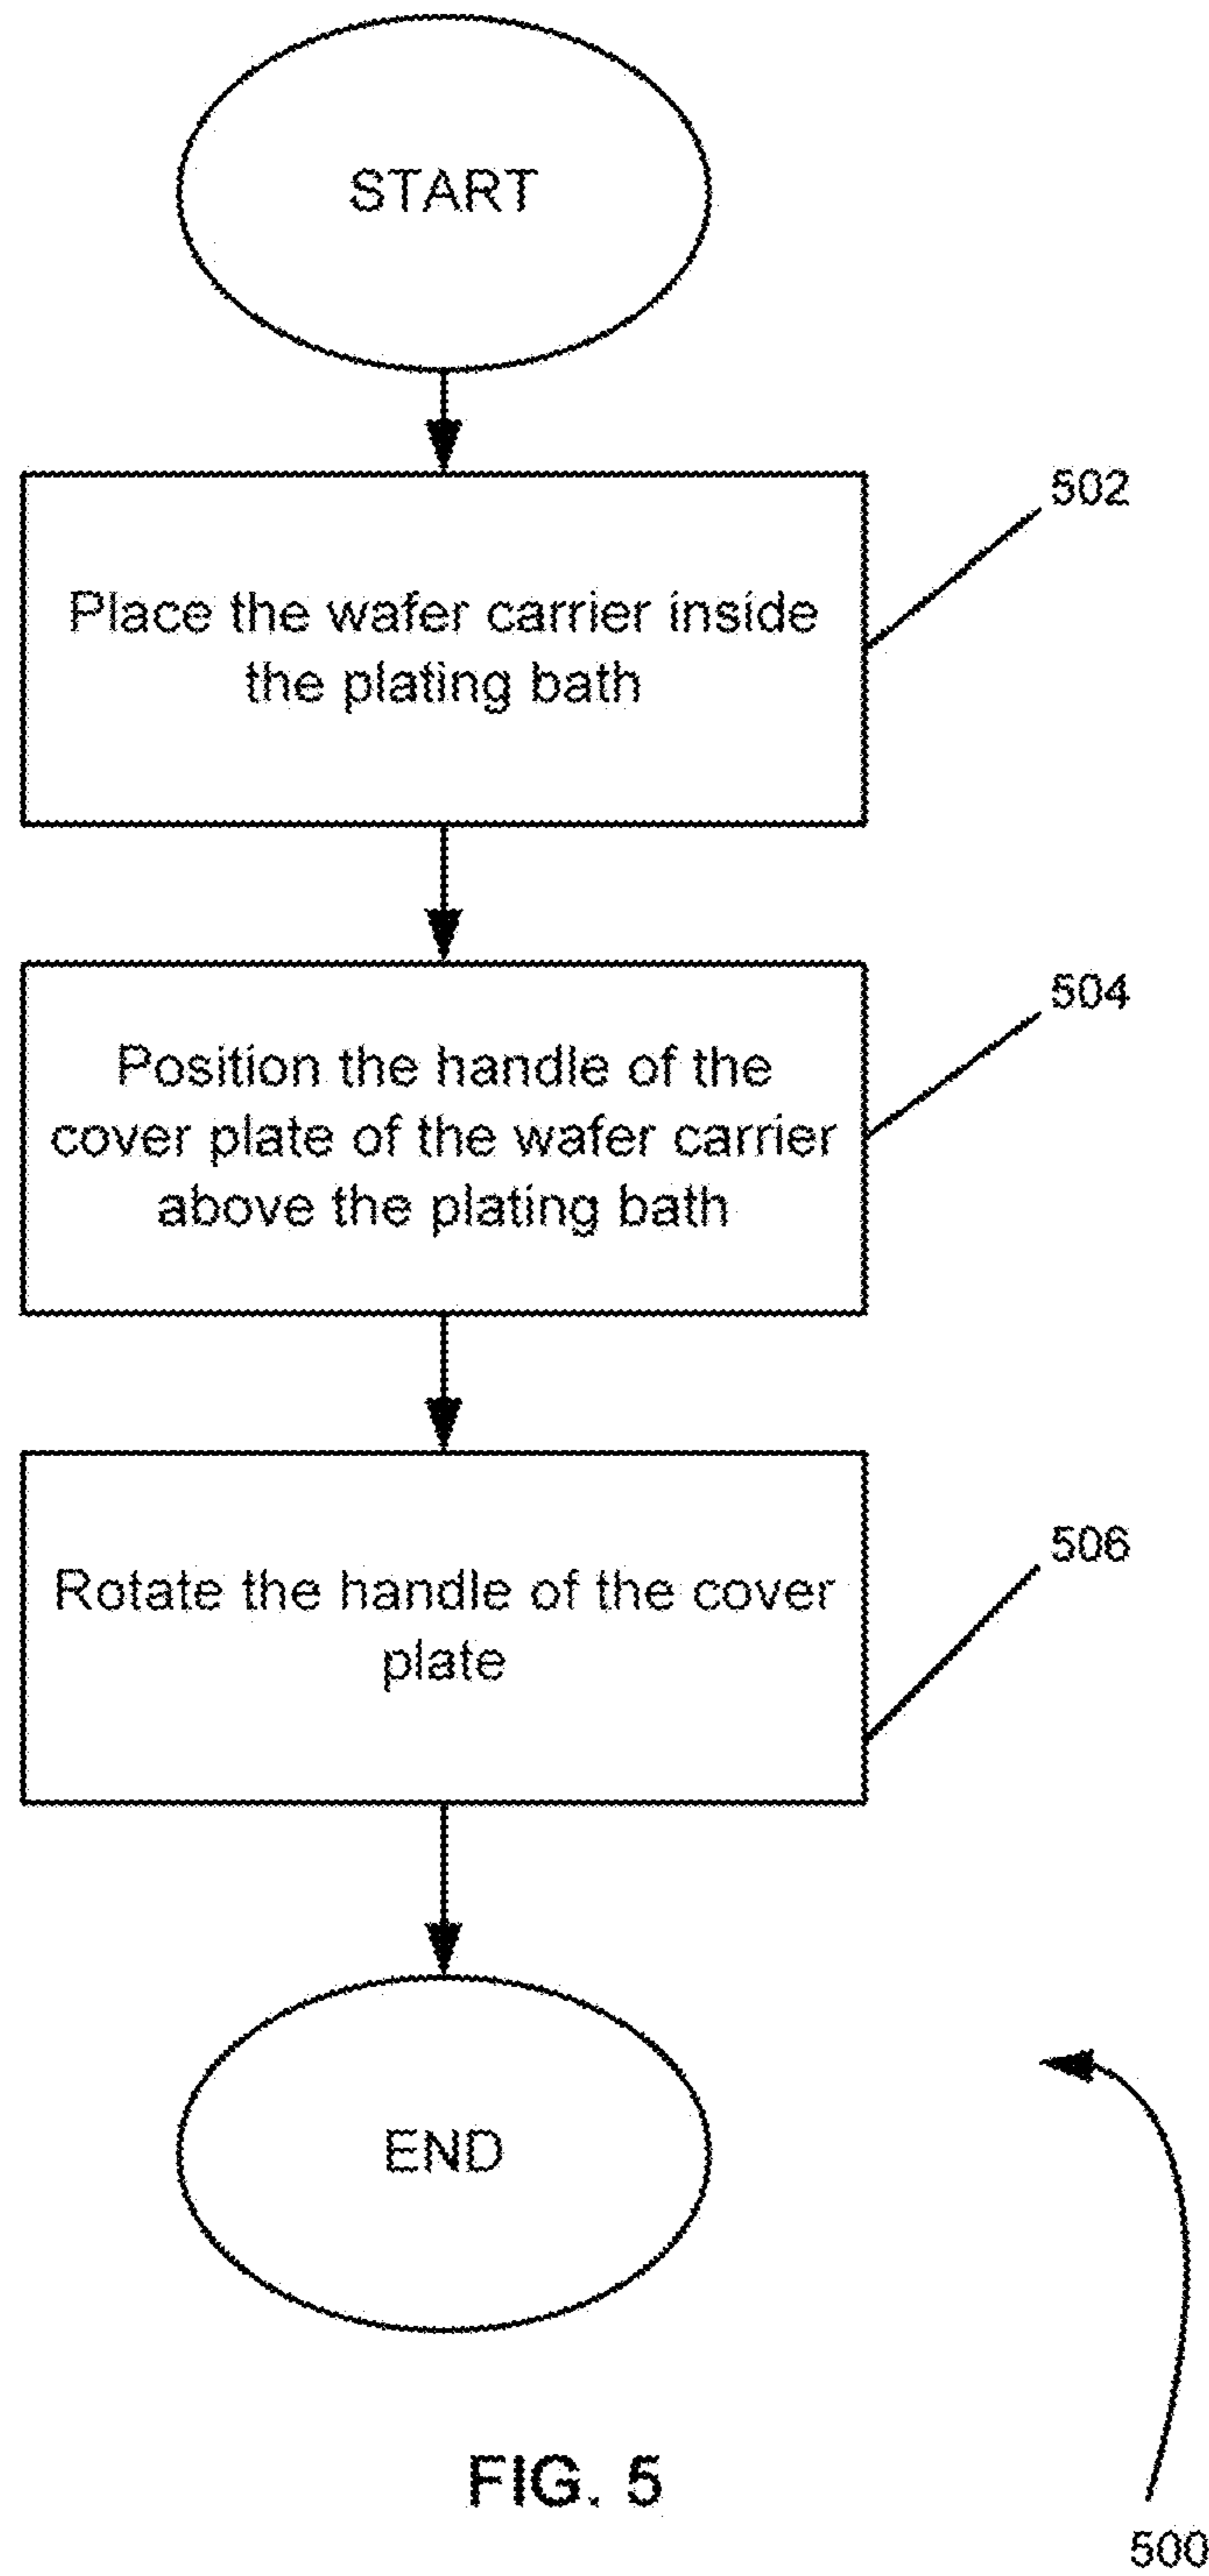 START
502
Place the wafer carrier inside
the plating bath
504
Position the handle of the
cover plate of the wafer carrier
above the plating bath
506
Rotate the handle of the cover
plate
END
FIG. 5
500